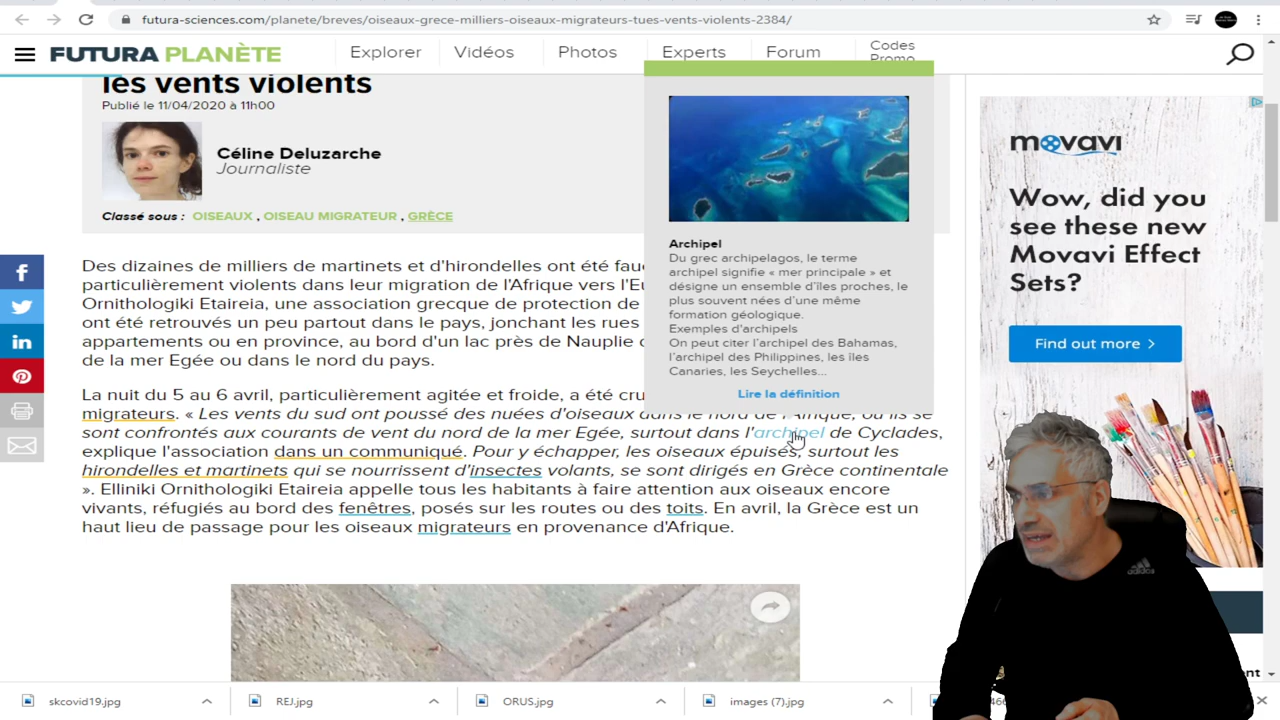 futura-sciences.com/planete/breves/oiseaux-grece-milliers-oiseaux-migrateurs-tues-vents-violents-2384/
FUTURA PLANÈTE
Explorer
Vidéos
Photos
Experts
Forum
Codes
Promo
les vents violents
Publié le 11/04/2020 à 11h00
Céline Deluzarche
Journaliste
Classé sous : OISEAUX , OISEAU MIGRATEUR , GRÈCE
Des dizaines de milliers de martinets et d'hirondelles ont été
particulièrement violents dans leur migration de l'Afrique vers
Ornithologiki Etaireia, une association grecque de protection de
ont été retrouvés un peu partout dans le pays, jonchant les rues
appartements ou en province, au bord d'un lac près de Nauplie
de la mer Egée ou dans le nord du pays.
La nuit du 5 au 6 avril, particulièrement agitée et froide, a été
migrateurs. « Les vents du sud ont poussé des nuées d'oiseaux dans le nord de l'Afrique, où ils se
sont confrontés aux courants de vent du nord de la mer Egée, surtout dans l'archipel de Cyclades,
explique l'association dans un communiqué. Pour y échapper, les oiseaux épuisés, surtout les
hirondelles et martinets qui se nourrissent d'insectes volants, se sont dirigés en Grèce continentale
». Elliniki Ornithologiki Etaireia appelle tous les habitants à faire attention aux oiseaux encore
vivants, réfugiés au bord des fenêtres, posés sur les routes ou des toits. En avril, la Grèce est un
haut lieu de passage pour les oiseaux migrateurs en provenance d'Afrique.
Archipel
Du grec archipelagos, le terme
archipel signifie « mer principale » et
désigne un ensemble d'îles proches, le
plus souvent nées d'une même
formation géologique.
Exemples d'archipels
On peut citer l'archipel des Bahamas,
l'archipel des Philippines, les îles
Canaries, les Seychelles...
Lire la définition
movavi
Wow, did you
see these new
Movavi Effect
Sets?
Find out more >
adidas
skcovid19.jpg
REJ.jpg
ORUS.jpg
images (7).jpg